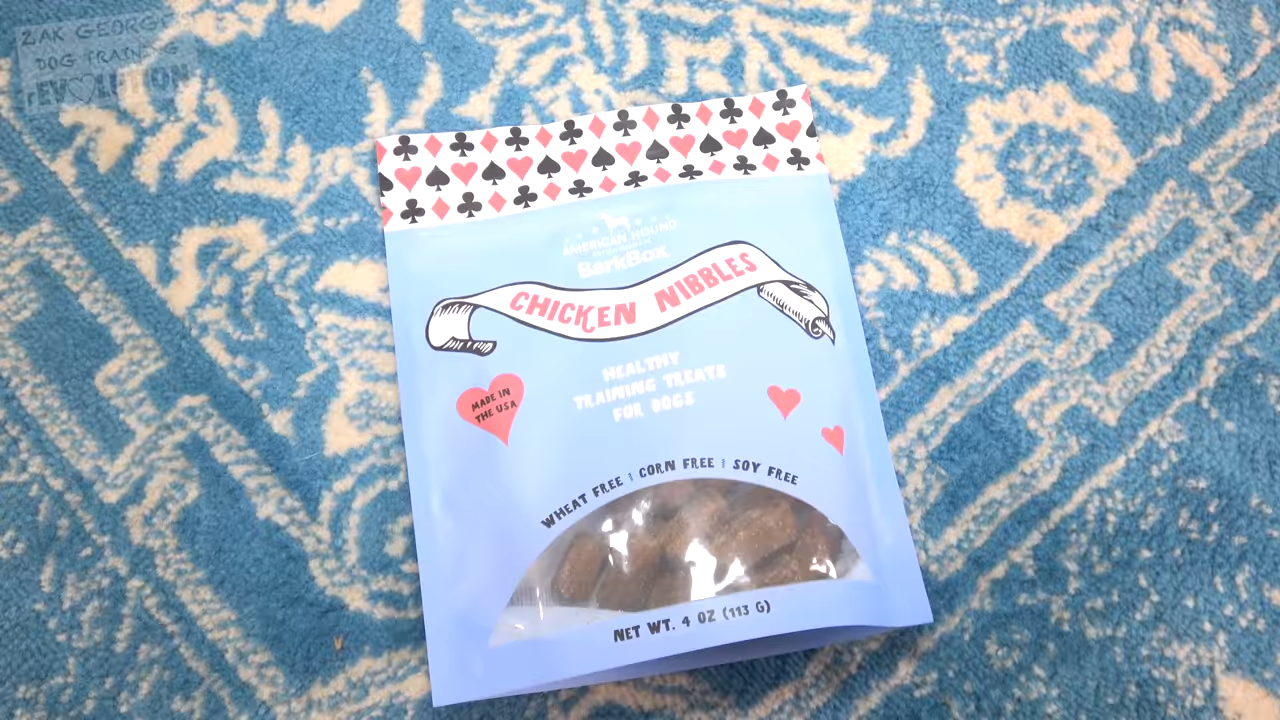 ZAK GEORGE'S
DOG TRAINING
rEVOLUTION
AMERICAN HOUND
BarkBox
CHICKEN NIBBLES
HEALTHY
TRAINING TREATS
FOR DOGS
MADE IN
THE USA
WHEAT FREE CORN FREE SOY FREE
NET WT. 4 OZ (113 G)